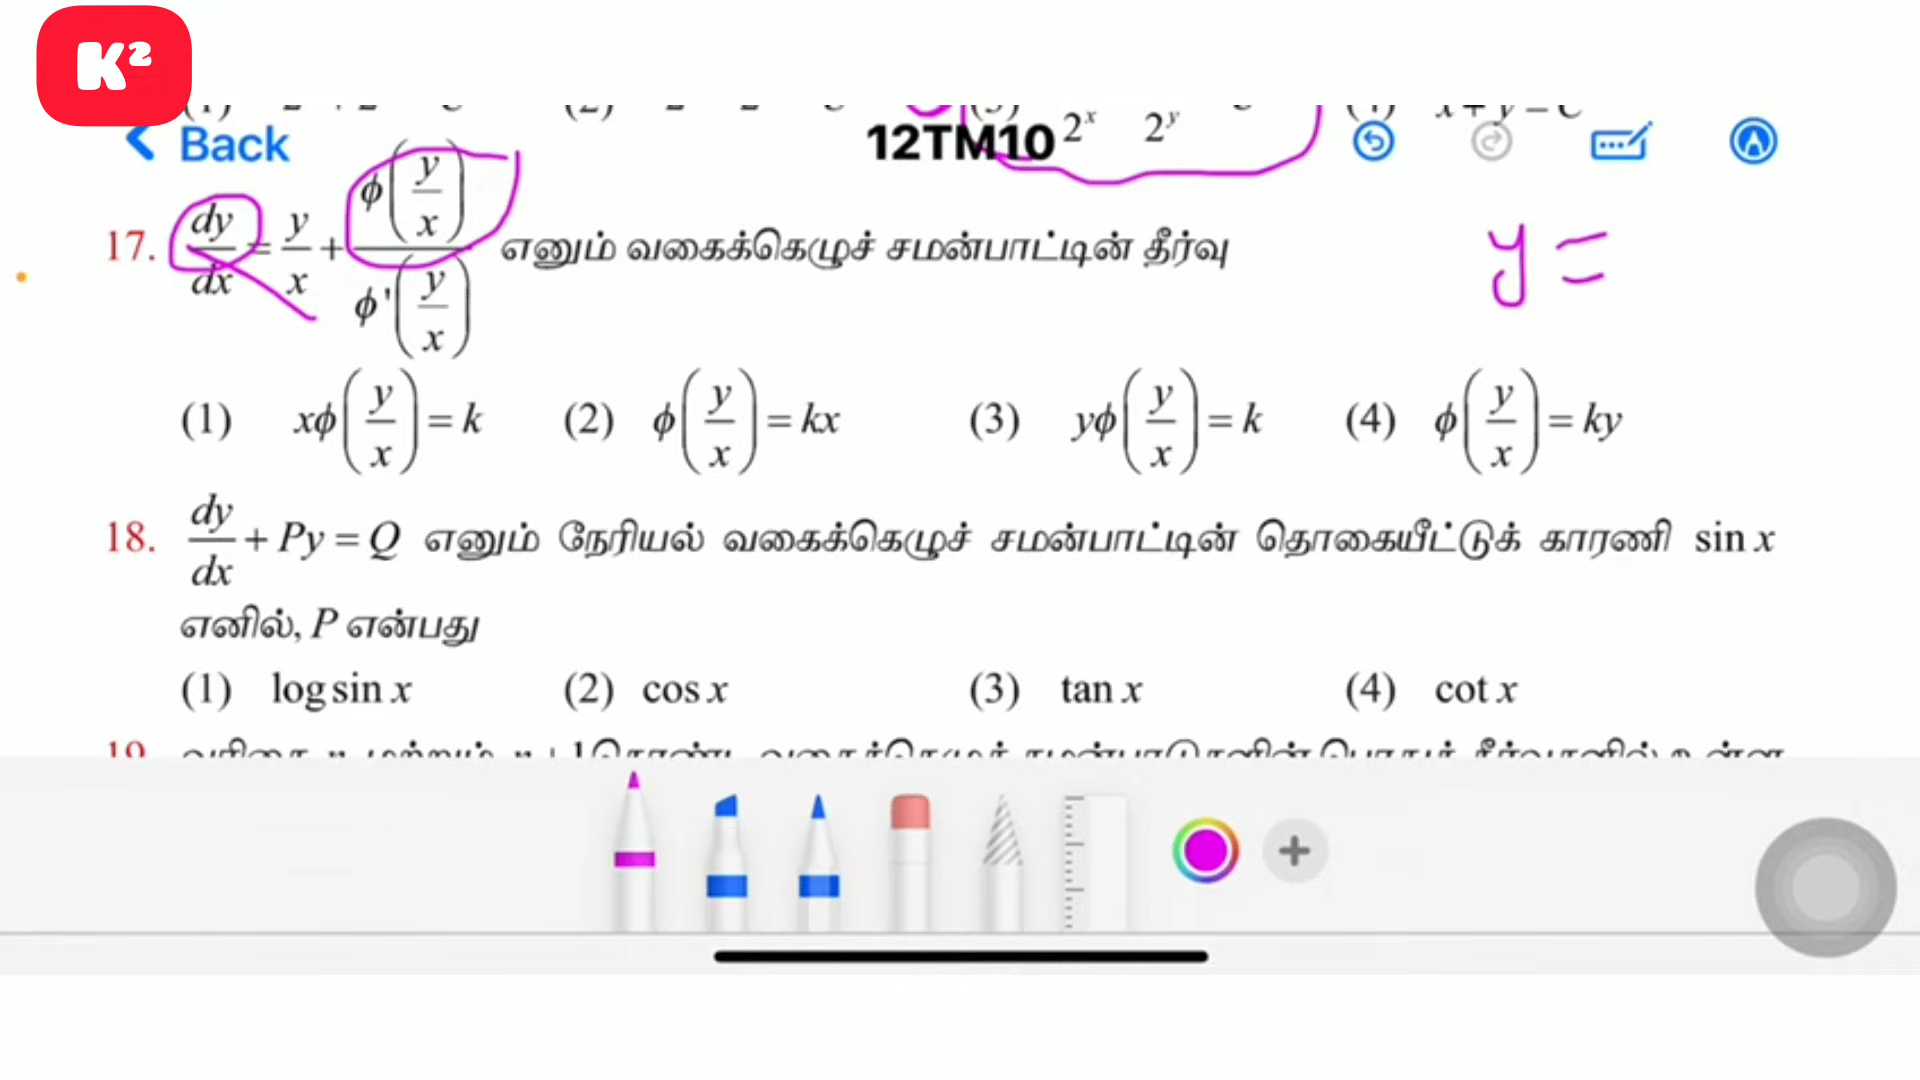 K²
Back 12TM10 2^x 2^y
17. dy/dx = y/x + φ(y/x)/φ'(y/x) எனும் வகைக்கெழுச் சமன்பாட்டின் தீர்வு y =
(1) xφ(y/x) = k (2) φ(y/x) = kx (3) yφ(y/x) = k (4) φ(y/x) = ky
18. dy/dx + Py = Q எனும் நேரியல் வகைக்கெழுச் சமன்பாட்டின் தொகையீட்டுக் காரணி sin x
எனில், P என்பது
(1) log sin x (2) cos x (3) tan x (4) cot x